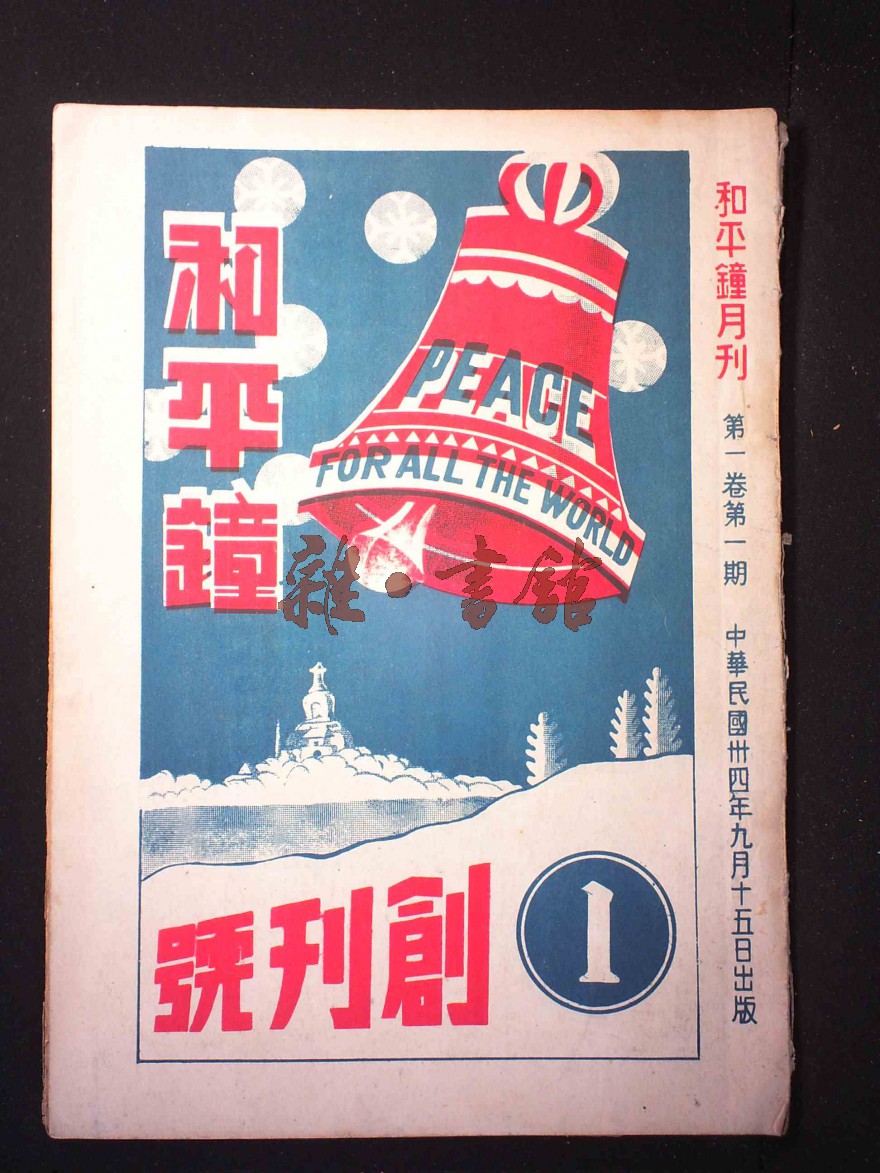 和平鐘
PEACE
FOR ALL THE WORLD
雜·書館
創刊號
1
和平鐘月刊 第一卷第一期 中華民國卅四年九月十五日出版